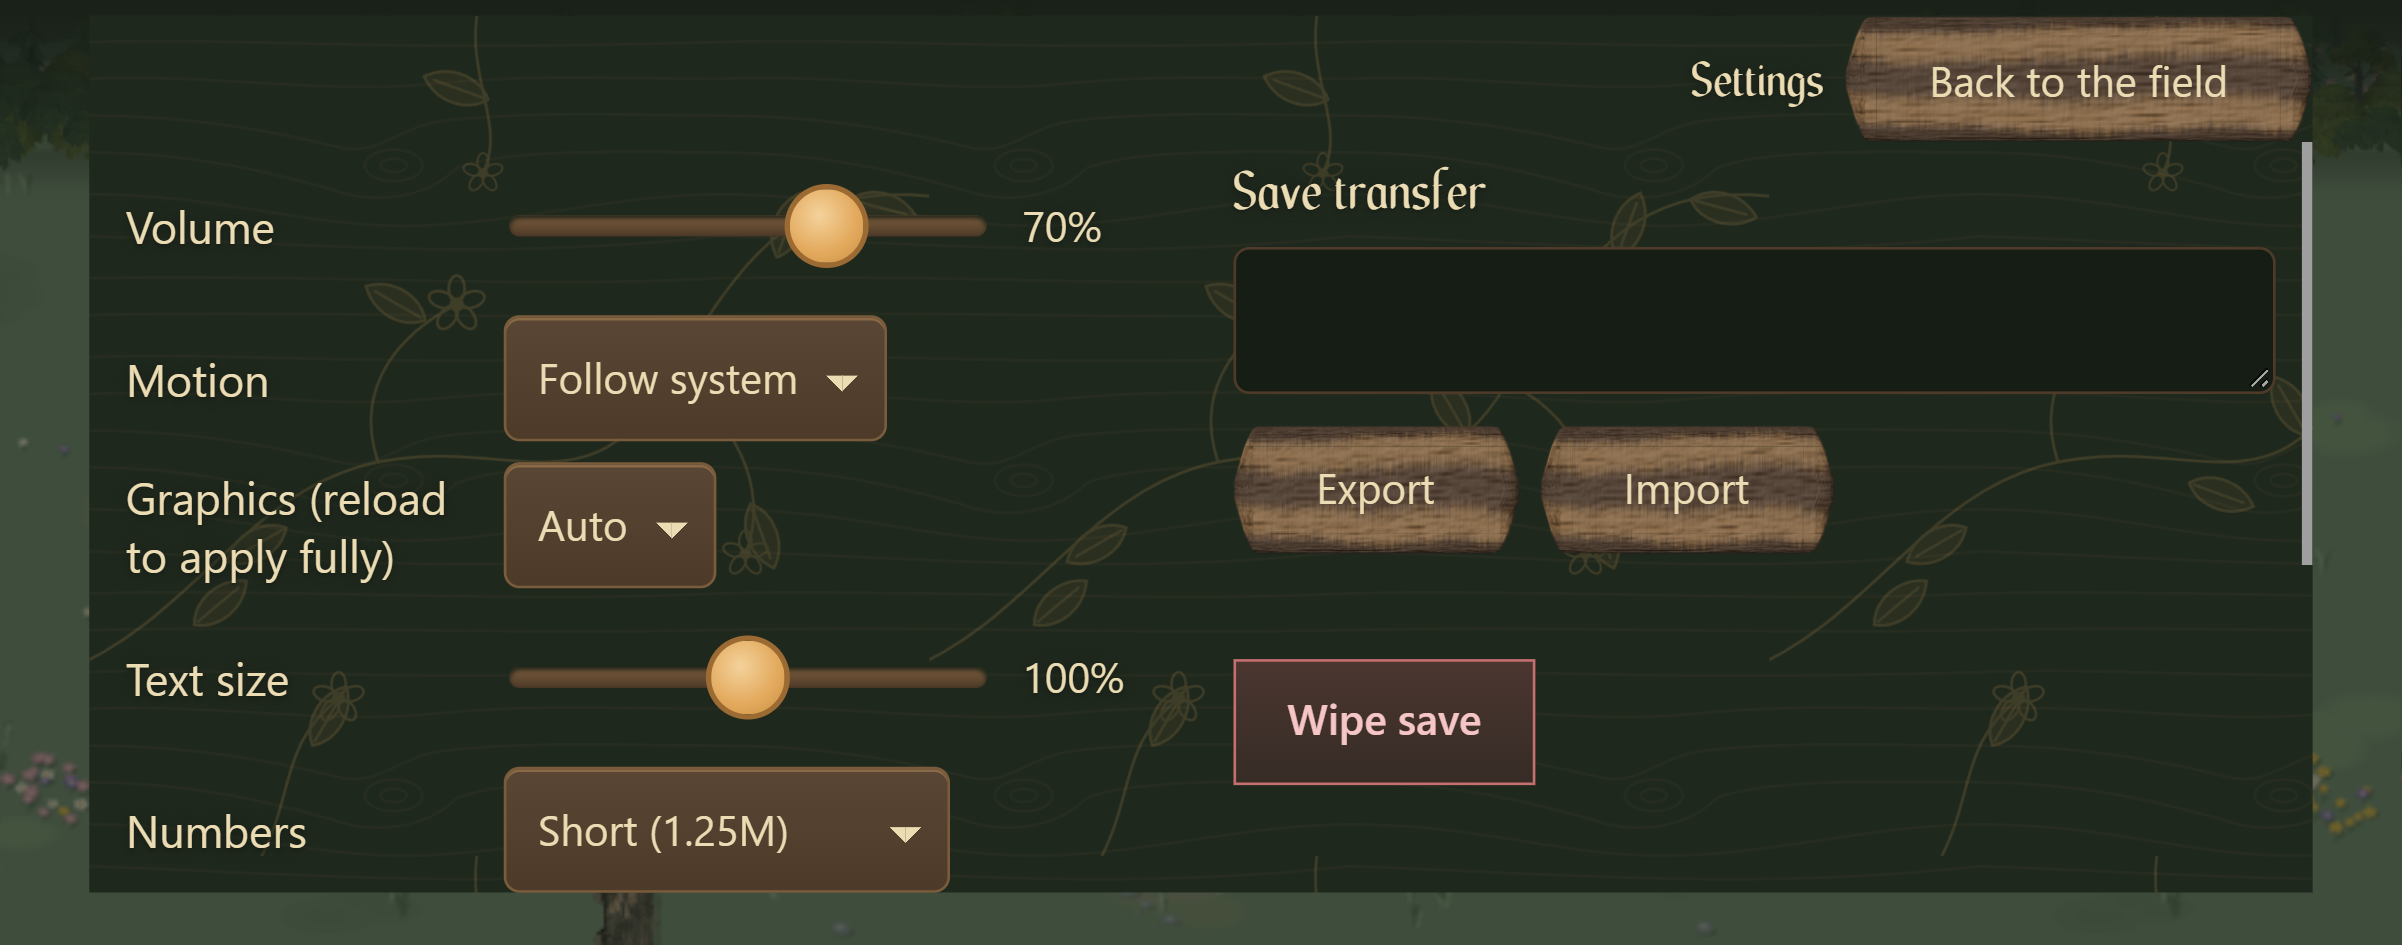 Settings
Back to the field
Volume
70%
Motion
Follow system
Graphics (reload
to apply fully)
Auto
Text size
100%
Numbers
Short (1.25M)
Save transfer
Export
Import
Wipe save